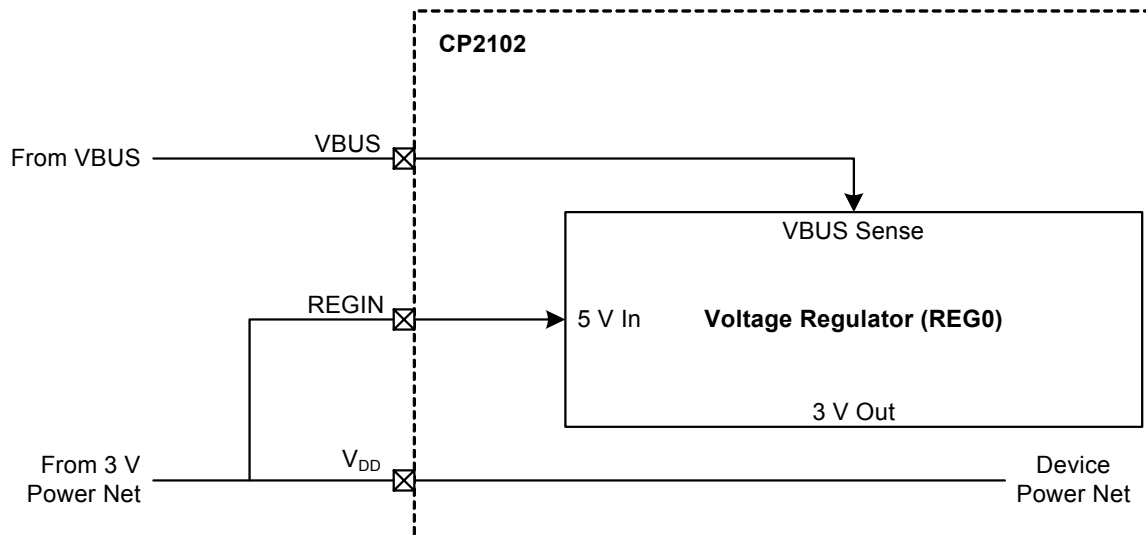 CP2102
VBUS
From VBUS
VBUS Sense
REGIN
5 V In
Voltage Regulator (REG0)
3 V Out
From 3 V
Power Net
VDD
Device
Power Net